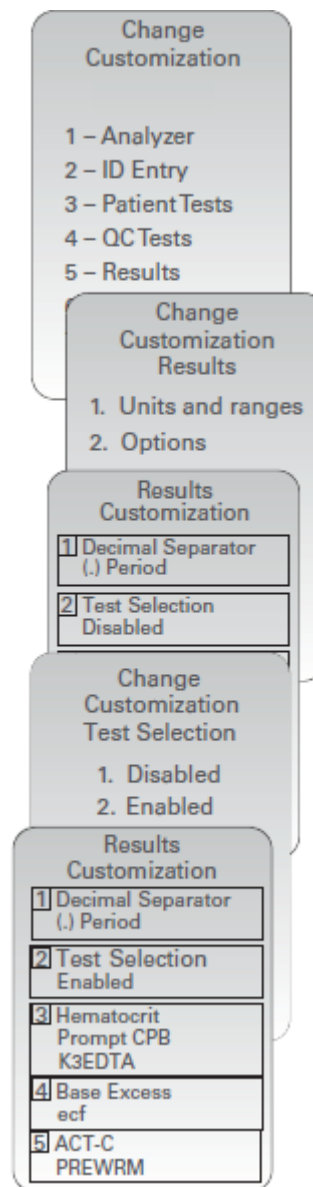 Change
Customization
1 – Analyzer
2 – ID Entry
3 – Patient Tests
4 – QC Tests
5 – Results
Change
Customization
Results
1. Units and ranges
2. Options
Results
Customization
1 Decimal Separator
(.) Period
2 Test Selection
Disabled
Change
Customization
Test Selection
1. Disabled
2. Enabled
Results
Customization
1 Decimal Separator
(.) Period
2 Test Selection
Enabled
3 Hematocrit
Prompt CPB
K3EDTA
4 Base Excess
ecf
5 ACT-C
PREWRM